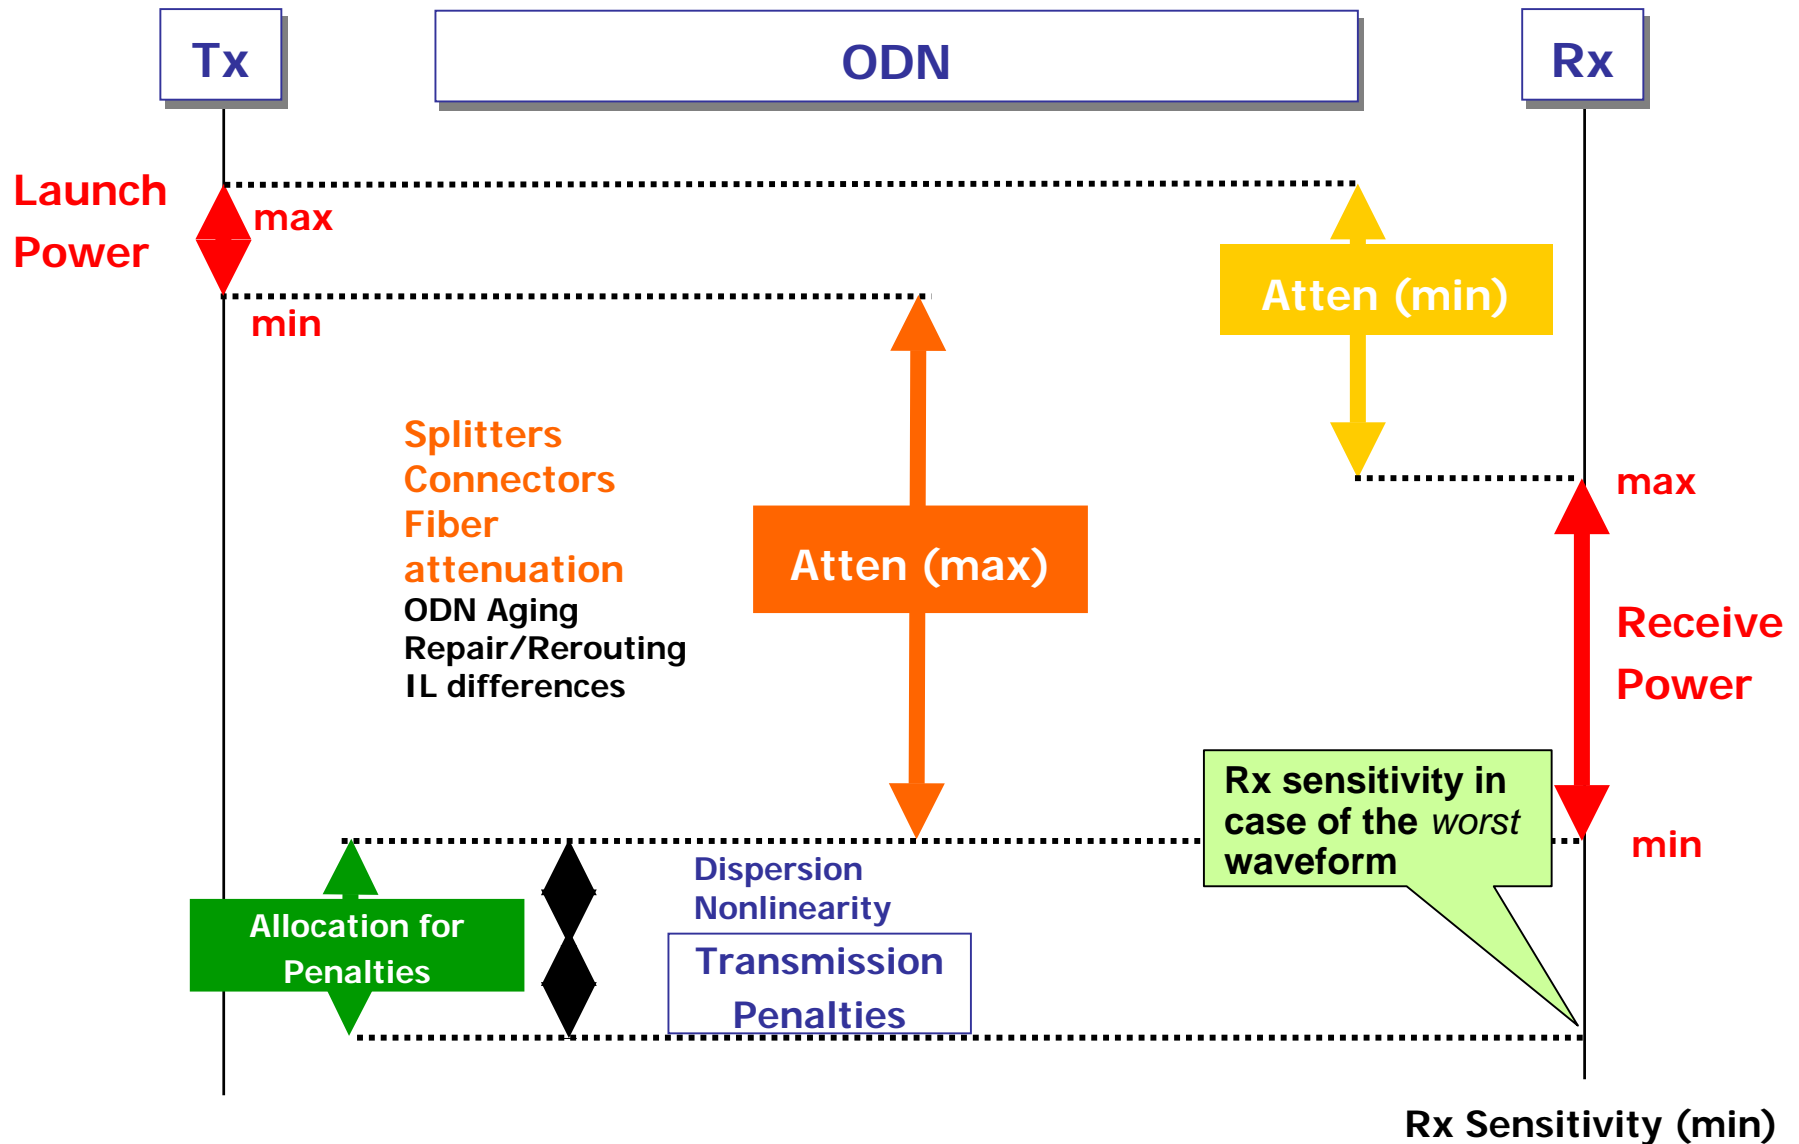 Tx
ODN
Rx
Launch
Power
max
min
Atten (min)
Splitters
Connectors
Fiber
attenuation
ODN Aging
Repair/Rerouting
IL differences
Atten (max)
max
Receive
Power
min
Rx sensitivity in
case of the worst
waveform
Dispersion
Nonlinearity
Transmission
Penalties
Allocation for
Penalties
Rx Sensitivity (min)